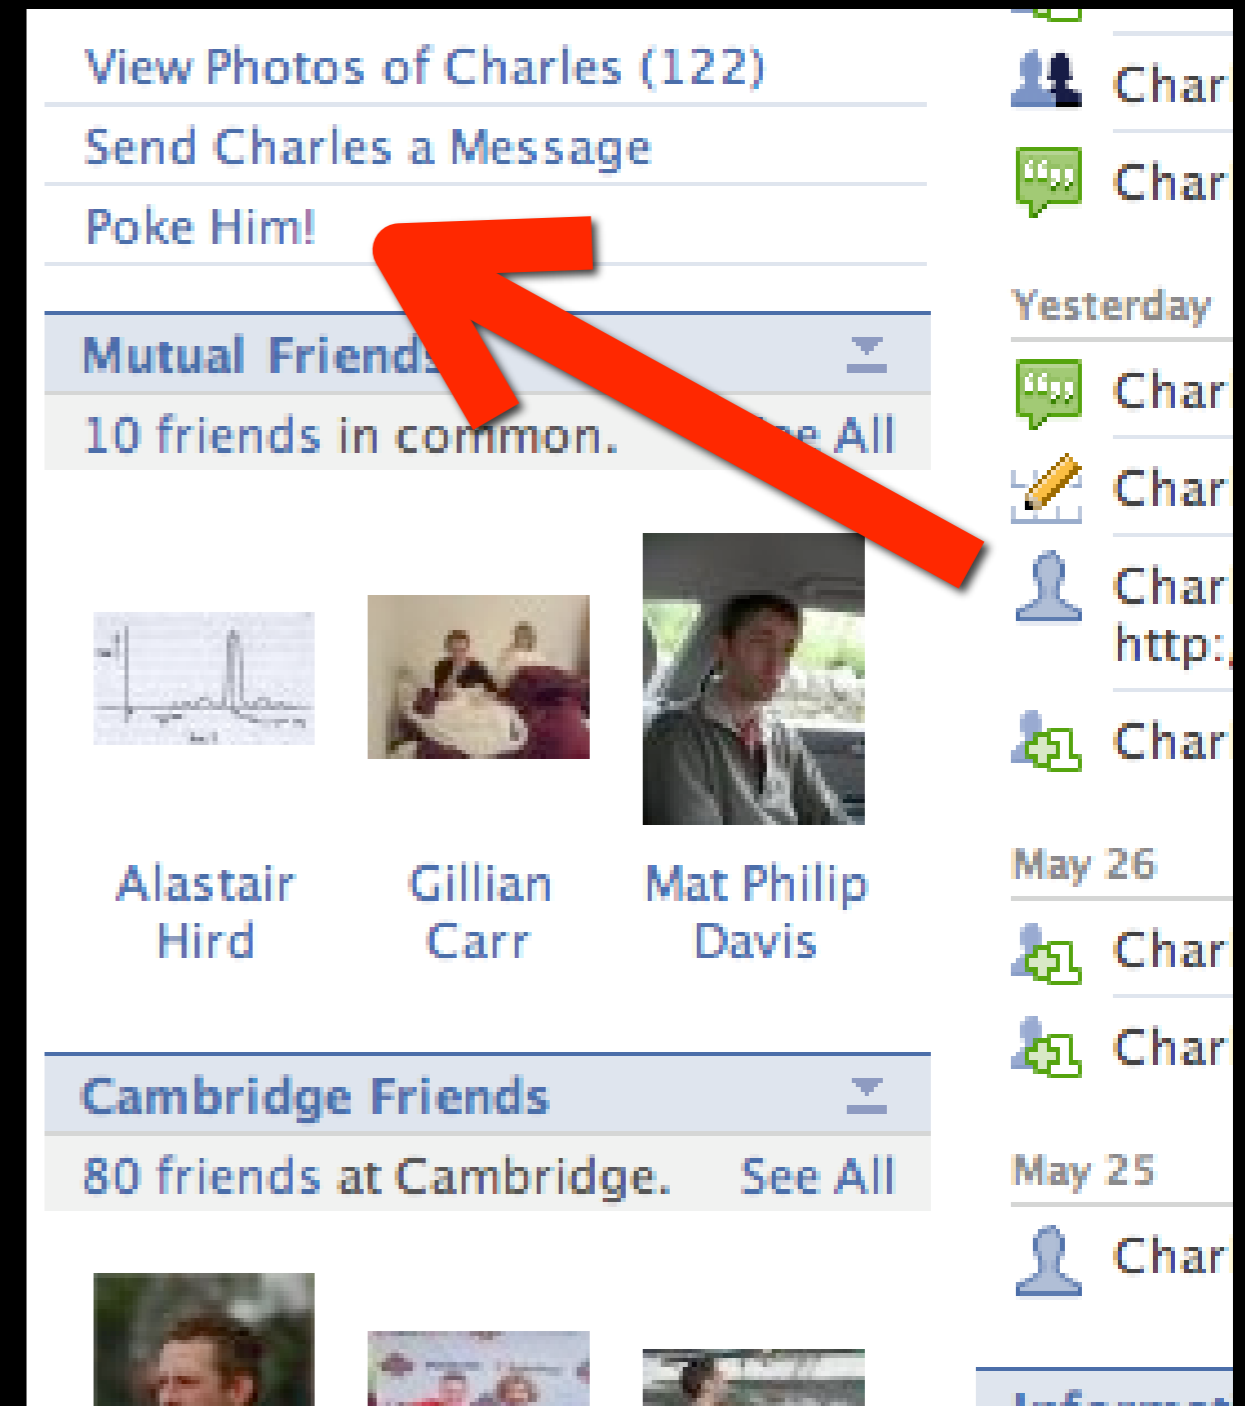 View Photos of Charles (122)
Send Charles a Message
Poke Him!
Mutual Friends
10 friends in common.
See All
Alastair
Hird
Gillian
Carr
Mat Philip
Davis
Cambridge Friends
80 friends at Cambridge. See All
Char
Char
Yesterday
Char
Char
Char
http:
Char
May 26
Char
Char
May 25
Char